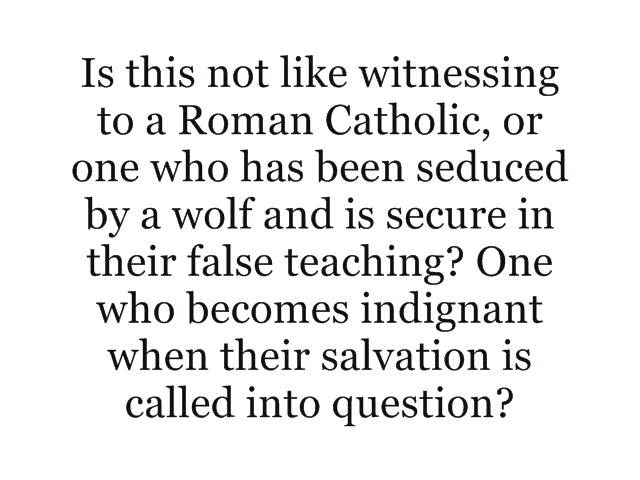 Is this not like witnessing
to a Roman Catholic, or
one who has been seduced
by a wolf and is secure in
their false teaching? One
who becomes indignant
when their salvation is
called into question?